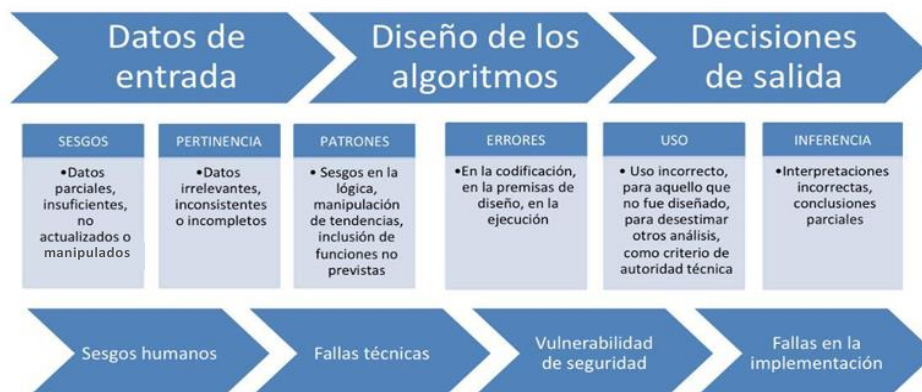 Datos de
entrada
Diseño de los
algoritmos
Decisiones
de salida
SESGOS
•Datos
parciales,
insuficientes,
no
actualizados o
manipulados
PERTINENCIA
•Datos
irrelevantes,
inconsistentes
o incompletos
PATRONES
• Sesgos en la
lógica,
manipulación
de tendencias,
inclusión de
funciones no
previstas
ERRORES
•En la codificación,
en la premisas de
diseño, en la
ejecución
USO
• Uso incorrecto,
para aquello que
no fue diseñado,
para desestimar
otros análisis,
como criterio de
autoridad técnica
INFERENCIA
•Interpretaciones
incorrectas,
conclusiones
parciales
Sesgos humanos
Fallas técnicas
Vulnerabilidad
de seguridad
Fallas en la
implementación